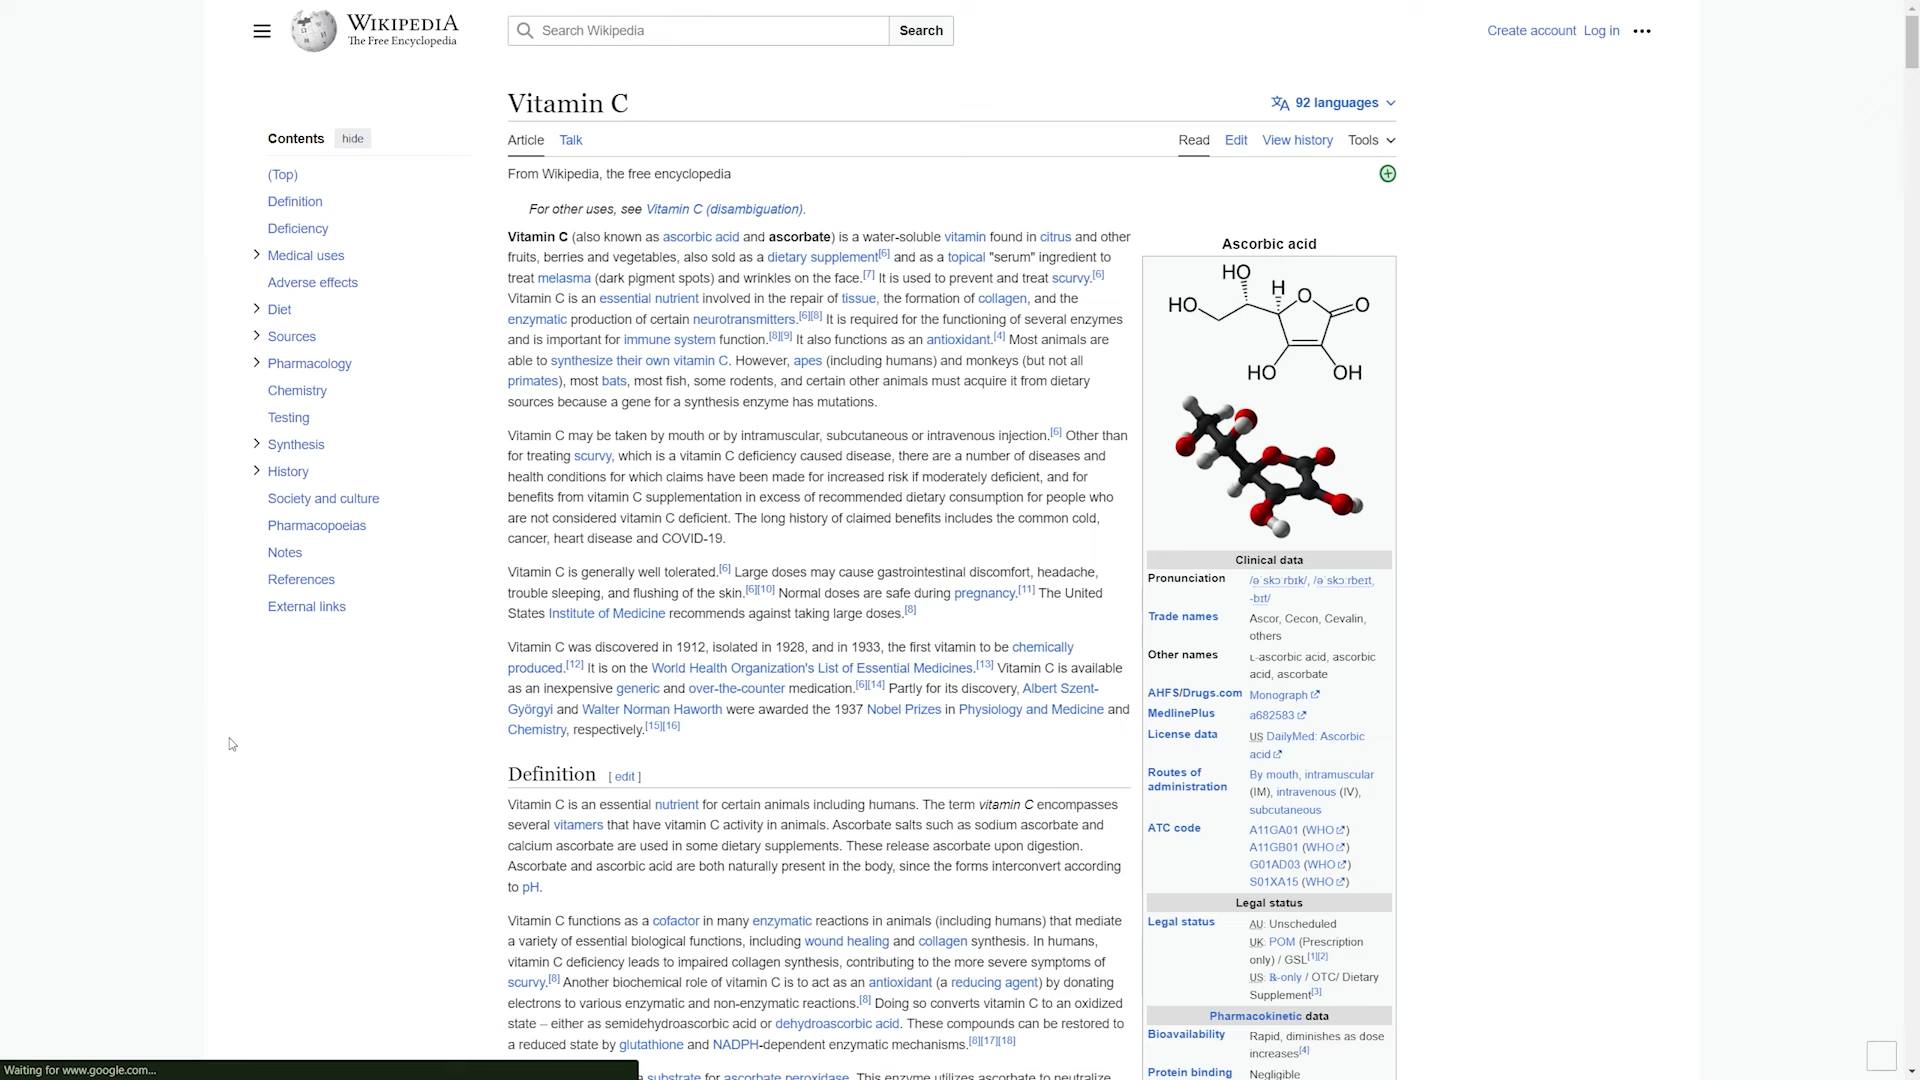 WIKIPEDIA
The Free Encyclopedia
Search Wikipedia
Search
Create account Log in
Vitamin C
92 languages
Contents hide
(Top)
Definition
Deficiency
Medical uses
Adverse effects
Diet
Sources
Pharmacology
Chemistry
Testing
Synthesis
History
Society and culture
Pharmacopoeias
Notes
References
External links
Article Talk
Read Edit View history Tools
From Wikipedia, the free encyclopedia
For other uses, see Vitamin C (disambiguation).
Vitamin C (also known as ascorbic acid and ascorbate) is a water-soluble vitamin found in citrus and other
fruits, berries and vegetables, also sold as a dietary supplement[6] and as a topical "serum" ingredient to
treat melasma (dark pigment spots) and wrinkles on the face.[7] It is used to prevent and treat scurvy.[6]
Vitamin C is an essential nutrient involved in the repair of tissue, the formation of collagen, and the
enzymatic production of certain neurotransmitters.[6][8] It is required for the functioning of several enzymes
and is important for immune system function.[8][9] It also functions as an antioxidant.[4] Most animals are
able to synthesize their own vitamin C. However, apes (including humans) and monkeys (but not all
primates), most bats, most fish, some rodents, and certain other animals must acquire it from dietary
sources because a gene for a synthesis enzyme has mutations.
Vitamin C may be taken by mouth or by intramuscular, subcutaneous or intravenous injection.[6] Other than
for treating scurvy, which is a vitamin C deficiency caused disease, there are a number of diseases and
health conditions for which claims have been made for increased risk if moderately deficient, and for
benefits from vitamin C supplementation in excess of recommended dietary consumption for people who
are not considered vitamin C deficient. The long history of claimed benefits includes the common cold,
cancer, heart disease and COVID-19.
Vitamin C is generally well tolerated.[6] Large doses may cause gastrointestinal discomfort, headache,
trouble sleeping, and flushing of the skin.[6][10] Normal doses are safe during pregnancy.[11] The United
States Institute of Medicine recommends against taking large doses.[8]
Vitamin C was discovered in 1912, isolated in 1928, and in 1933, the first vitamin to be chemically
produced.[12] It is on the World Health Organization's List of Essential Medicines.[13] Vitamin C is available
as an inexpensive generic and over-the-counter medication.[6][14] Partly for its discovery, Albert Szent-
Györgyi and Walter Norman Haworth were awarded the 1937 Nobel Prizes in Physiology and Medicine and
Chemistry, respectively.[15][16]
Definition [ edit ]
Vitamin C is an essential nutrient for certain animals including humans. The term vitamin C encompasses
several vitamers that have vitamin C activity in animals. Ascorbate salts such as sodium ascorbate and
calcium ascorbate are used in some dietary supplements. These release ascorbate upon digestion.
Ascorbate and ascorbic acid are both naturally present in the body, since the forms interconvert according
to pH.
Vitamin C functions as a cofactor in many enzymatic reactions in animals (including humans) that mediate
a variety of essential biological functions, including wound healing and collagen synthesis. In humans,
vitamin C deficiency leads to impaired collagen synthesis, contributing to the more severe symptoms of
scurvy.[8] Another biochemical role of vitamin C is to act as an antioxidant (a reducing agent) by donating
electrons to various enzymatic and non-enzymatic reactions.[8] Doing so converts vitamin C to an oxidized
state – either as semidehydroascorbic acid or dehydroascorbic acid. These compounds can be restored to
a reduced state by glutathione and NADPH-dependent enzymatic mechanisms.[8][17][18]
a substrate for ascorbate peroxidase. This enzyme utilizes ascorbate to neutralize
Ascorbic acid
HO
H
HO
O
O
HO
OH
Clinical data
Pronunciation /əˈskɔːrbɪk/, /əˈskɔːrbeɪt,
-bɪt/
Trade names Ascor, Cecon, Cevalin,
others
Other names ʟ-ascorbic acid, ascorbic
acid, ascorbate
AHFS/Drugs.com Monograph
MedlinePlus a682583
License data US DailyMed: Ascorbic
acid
Routes of By mouth, intramuscular
administration (IM), intravenous (IV),
subcutaneous
ATC code A11GA01 (WHO)
A11GB01 (WHO)
G01AD03 (WHO)
S01XA15 (WHO)
Legal status
Legal status AU: Unscheduled
UK: POM (Prescription
only) / GSL[1][2]
US: ℞-only / OTC/ Dietary
Supplement[3]
Pharmacokinetic data
Bioavailability Rapid, diminishes as dose
increases[4]
Protein binding Negligible
Waiting for www.google.com...